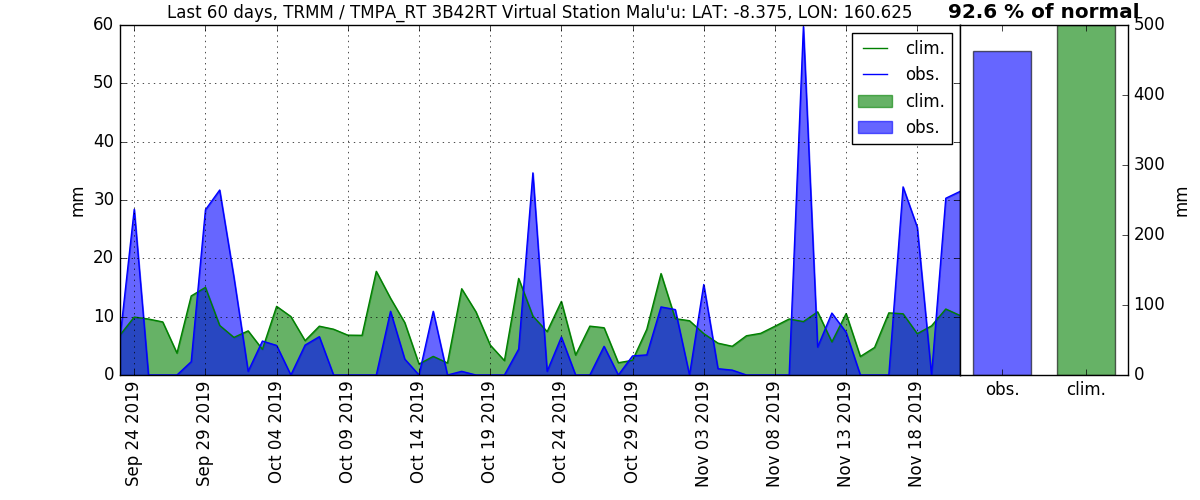 Last 60 days, TRMM / TMPA_RT 3B42RT Virtual Station Malu'u: LAT: -8.375, LON: 160.625
92.6 % of normal
60
50
40
30
20
10
0
mm
clim.
obs.
clim.
obs.
500
400
300
200
100
0
mm
obs.
clim.
Sep 24 2019
Sep 29 2019
Oct 04 2019
Oct 09 2019
Oct 14 2019
Oct 19 2019
Oct 24 2019
Oct 29 2019
Nov 03 2019
Nov 08 2019
Nov 13 2019
Nov 18 2019